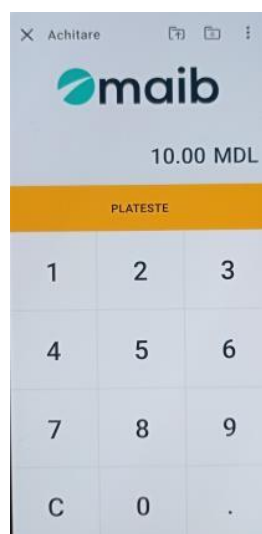 Achitare
maib
10.00 MDL
PLATESTE
1 2 3
4 5 6
7 8 9
C 0 .